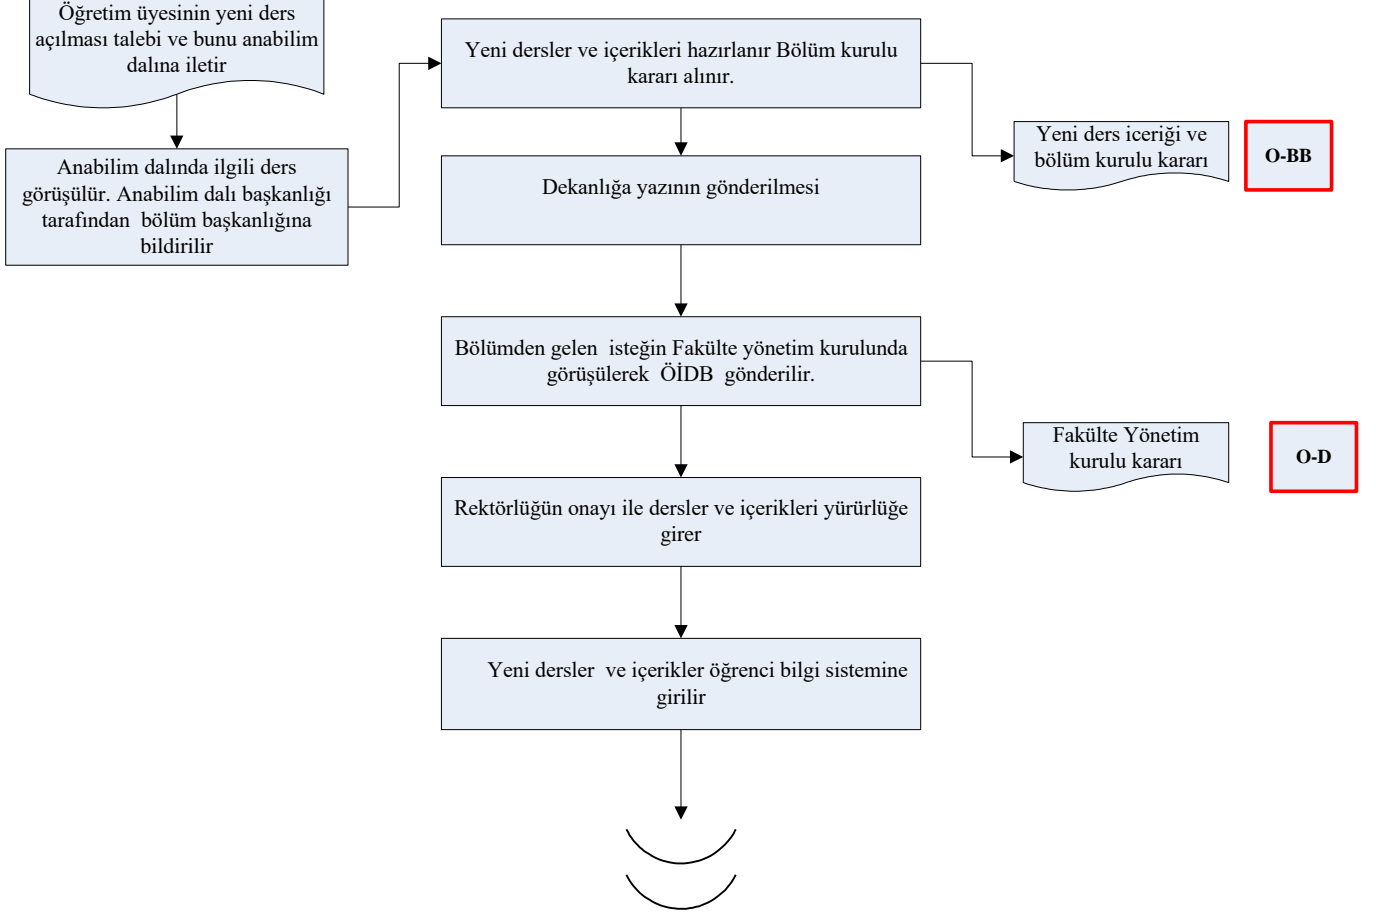 Öğretim üyesinin yeni ders
açılması talebi ve bunu anabilim
dalına iletir
Anabilim dalında ilgili ders
görüşülür. Anabilim dalı başkanlığı
tarafından bölüm başkanlığına
bildirilir
Yeni dersler ve içerikleri hazırlanır Bölüm kurulu
kararı alınır.
Yeni ders iceriği ve
bölüm kurulu kararı
O-BB
Dekanlığa yazının gönderilmesi
Bölümden gelen isteğin Fakülte yönetim kurulunda
görüşülerek ÖİDB gönderilir.
Fakülte Yönetim
kurulu kararı
O-D
Rektörlüğün onayı ile dersler ve içerikleri yürürlüğe
girer
Yeni dersler ve içerikler öğrenci bilgi sistemine
girilir